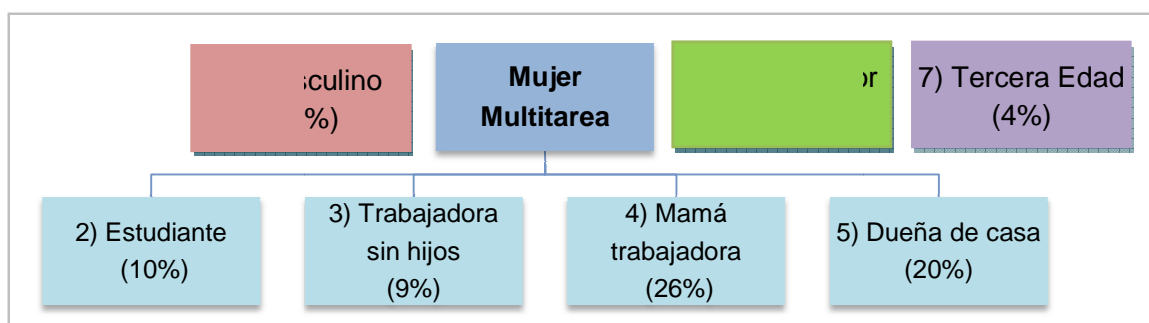 sculino
%)
Mujer
Multitarea
7) Tercera Edad
(4%)
2) Estudiante
(10%)
3) Trabajadora
sin hijos
(9%)
4) Mamá
trabajadora
(26%)
5) Dueña de casa
(20%)